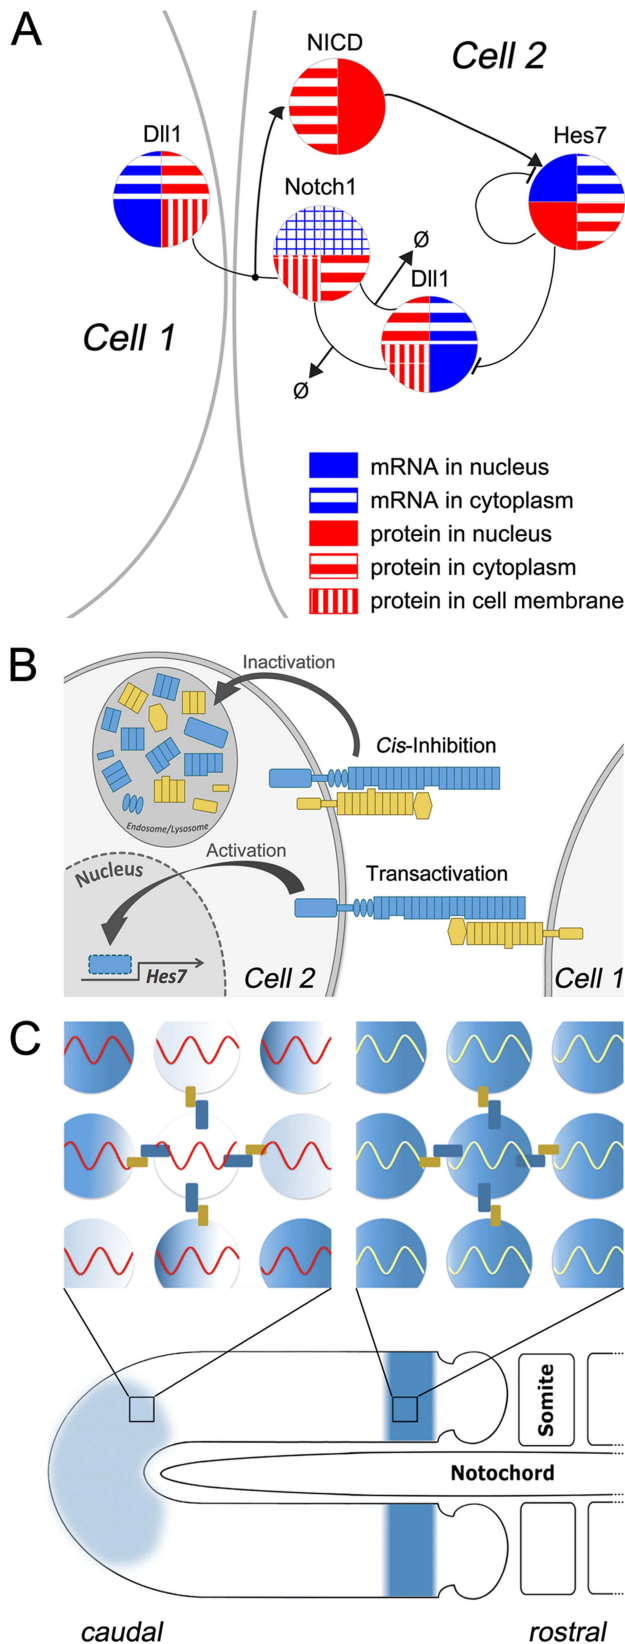 A
Cell 2
NICD
Dll1
Hes7
Notch1
Ø
Dll1
Cell 1
Ø
mRNA in nucleus
mRNA in cytoplasm
protein in nucleus
protein in cytoplasm
protein in cell membrane
B
Inactivation
Cis-Inhibition
Endosome/Lysosome
Activation
Transactivation
Nucleus
Hes7
Cell 2
Cell 1
C
Somite
Notochord
caudal
rostral